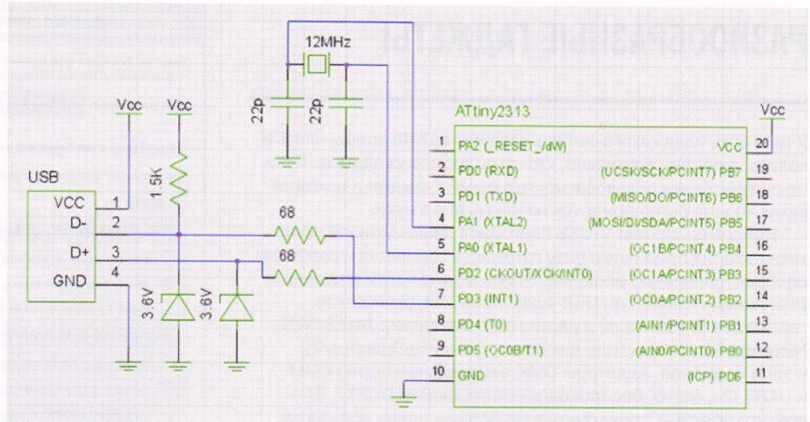 12MHz
22p
22p
Vcc
Vcc
1.5K
USB
VCC 1
D- 2
D+ 3
GND 4
68
68
3.6V
3.6V
ATtiny2313
Vcc
1 PA2 (_RESET_/dW)
2 PD0 (RXD)
3 PD1 (TXD)
4 PA1 (XTAL2)
5 PA0 (XTAL1)
6 PD2 (CKOUT/XCK/INT0)
7 PD3 (INT1)
8 PD4 (T0)
9 PD5 (OC0B/T1)
10 GND
VCC 20
(UCSK/SCK/PCINT7) PB7 19
(MISO/DO/PCINT6) PB6 18
(MOSI/DI/SDA/PCINT5) PB5 17
(OC1B/PCINT4) PB4 16
(OC1A/PCINT3) PB3 15
(OC0A/PCINT2) PB2 14
(AIN1/PCINT1) PB1 13
(AIN0/PCINT0) PB0 12
(ICP) PD6 11